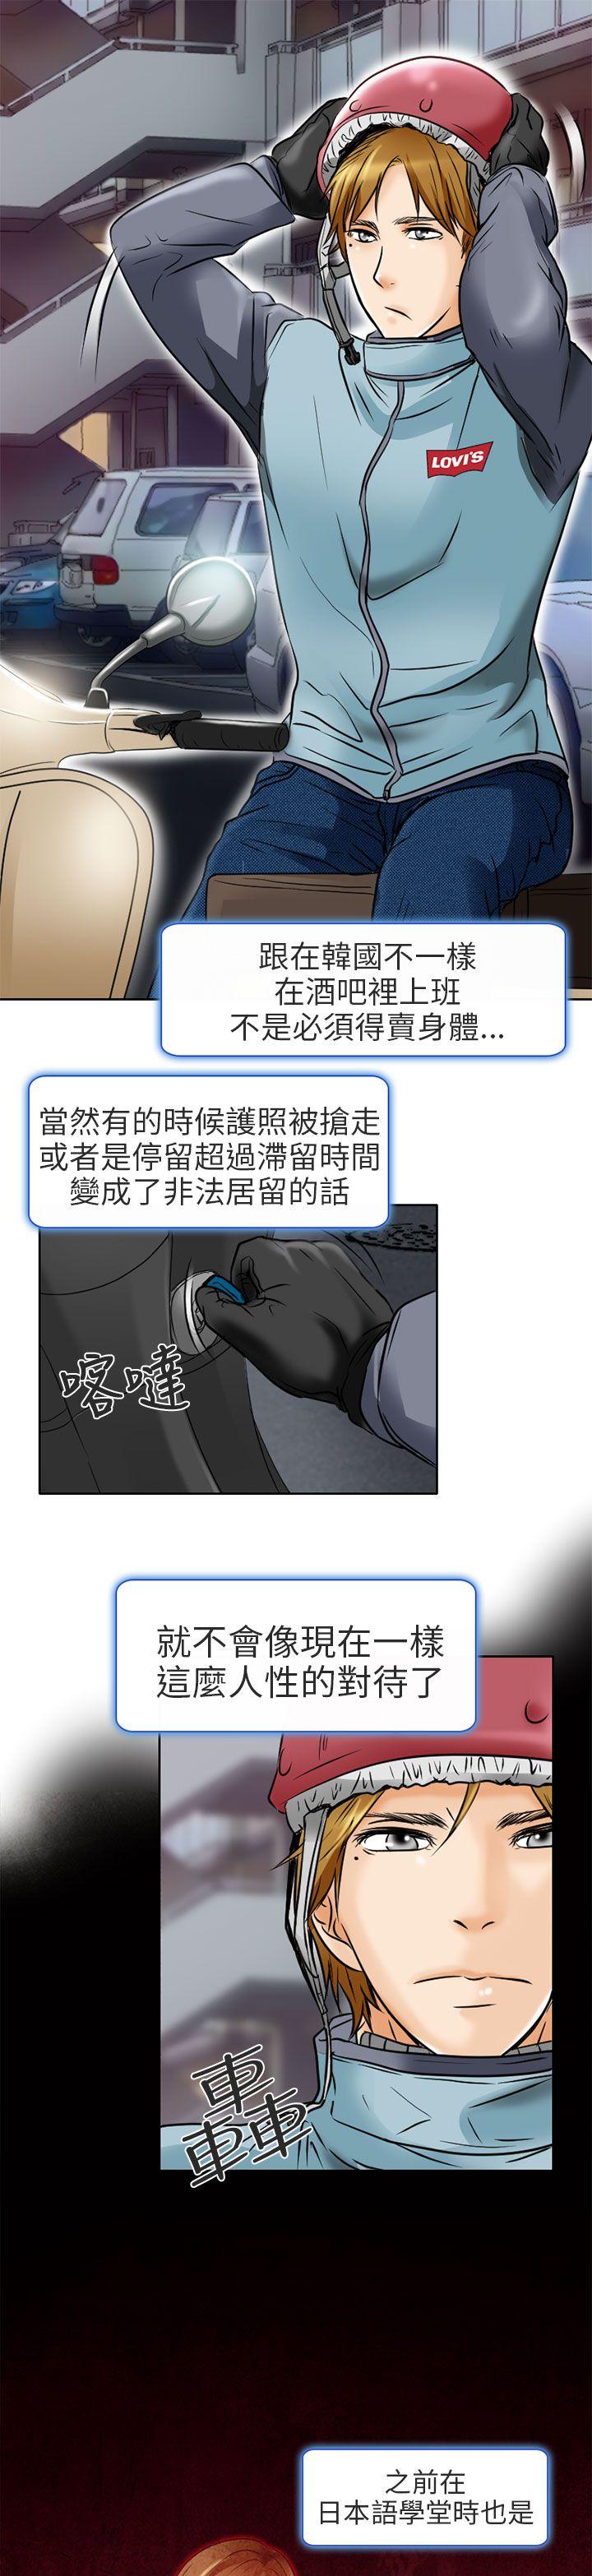 LOVI'S
跟在韓國不一樣
在酒吧裡上班
不是必須得賣身體...
當然有的時候護照被搶走
或者是停留超過滯留時間
變成了非法居留的話
喀噠
就不會像現在一樣
這麼人性的對待了
轟
之前在
日本語學堂時也是